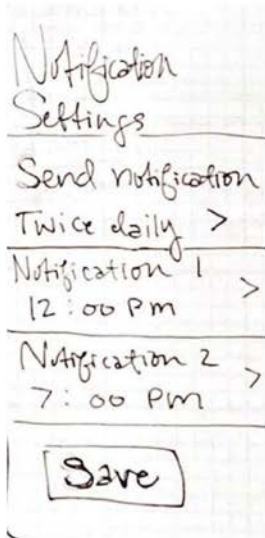 Notification
Settings
Send notification
Twice daily >
Notification 1 >
12:00 Pm
Notification 2 >
7:00 PM
Save